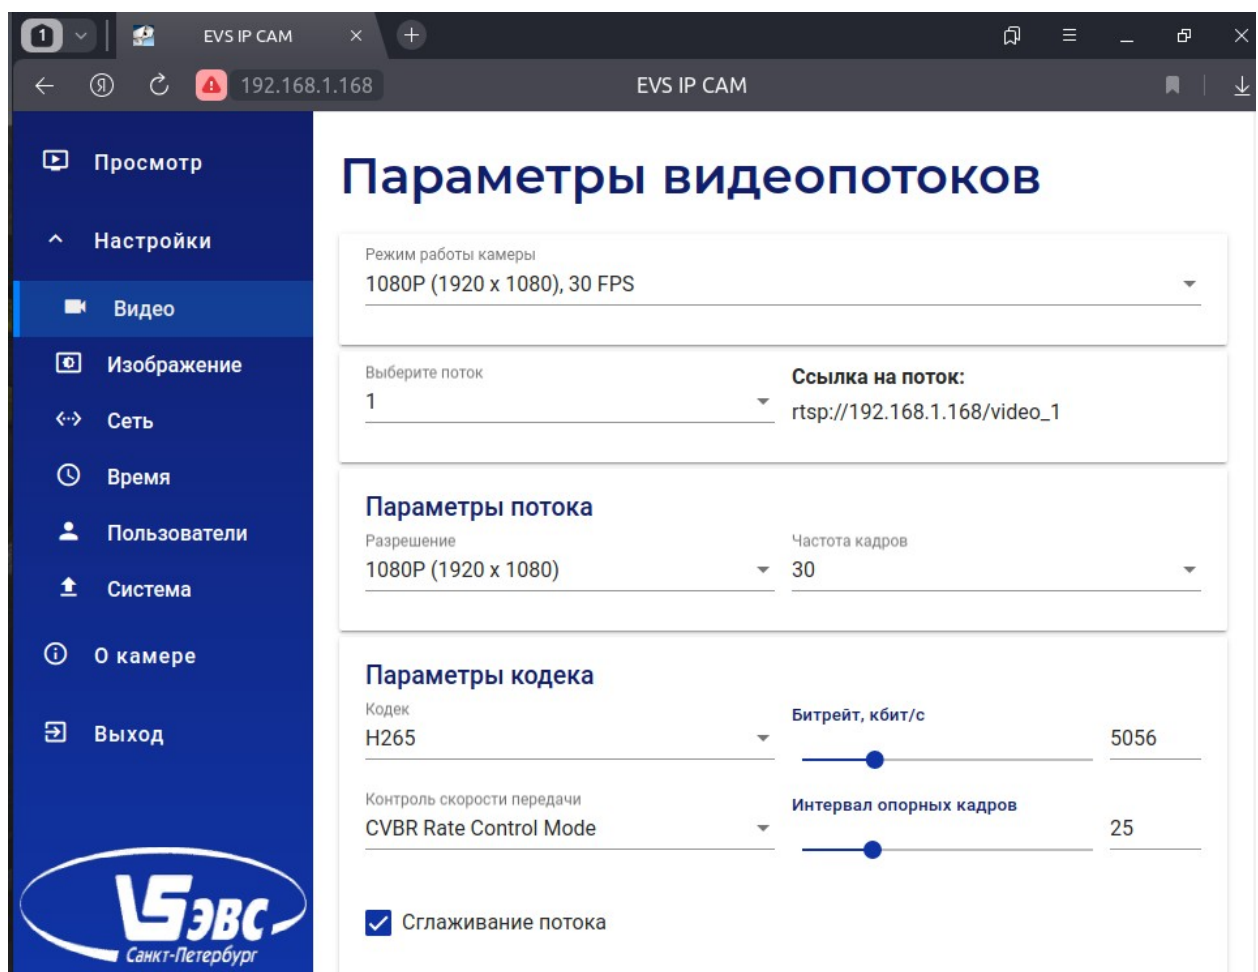 1
EVS IP CAM
192.168.1.168
EVS IP CAM
Просмотр
Настройки
Видео
Изображение
Сеть
Время
Пользователи
Система
О камере
Выход
ЭВС
Санкт-Петербург
Параметры видеопотоков
Режим работы камеры
1080P (1920 x 1080), 30 FPS
Выберите поток
1
Ссылка на поток:
rtsp://192.168.1.168/video_1
Параметры потока
Разрешение
1080P (1920 x 1080)
Частота кадров
30
Параметры кодека
Кодек
H265
Битрейт, кбит/с
5056
Контроль скорости передачи
CVBR Rate Control Mode
Интервал опорных кадров
25
Сглаживание потока